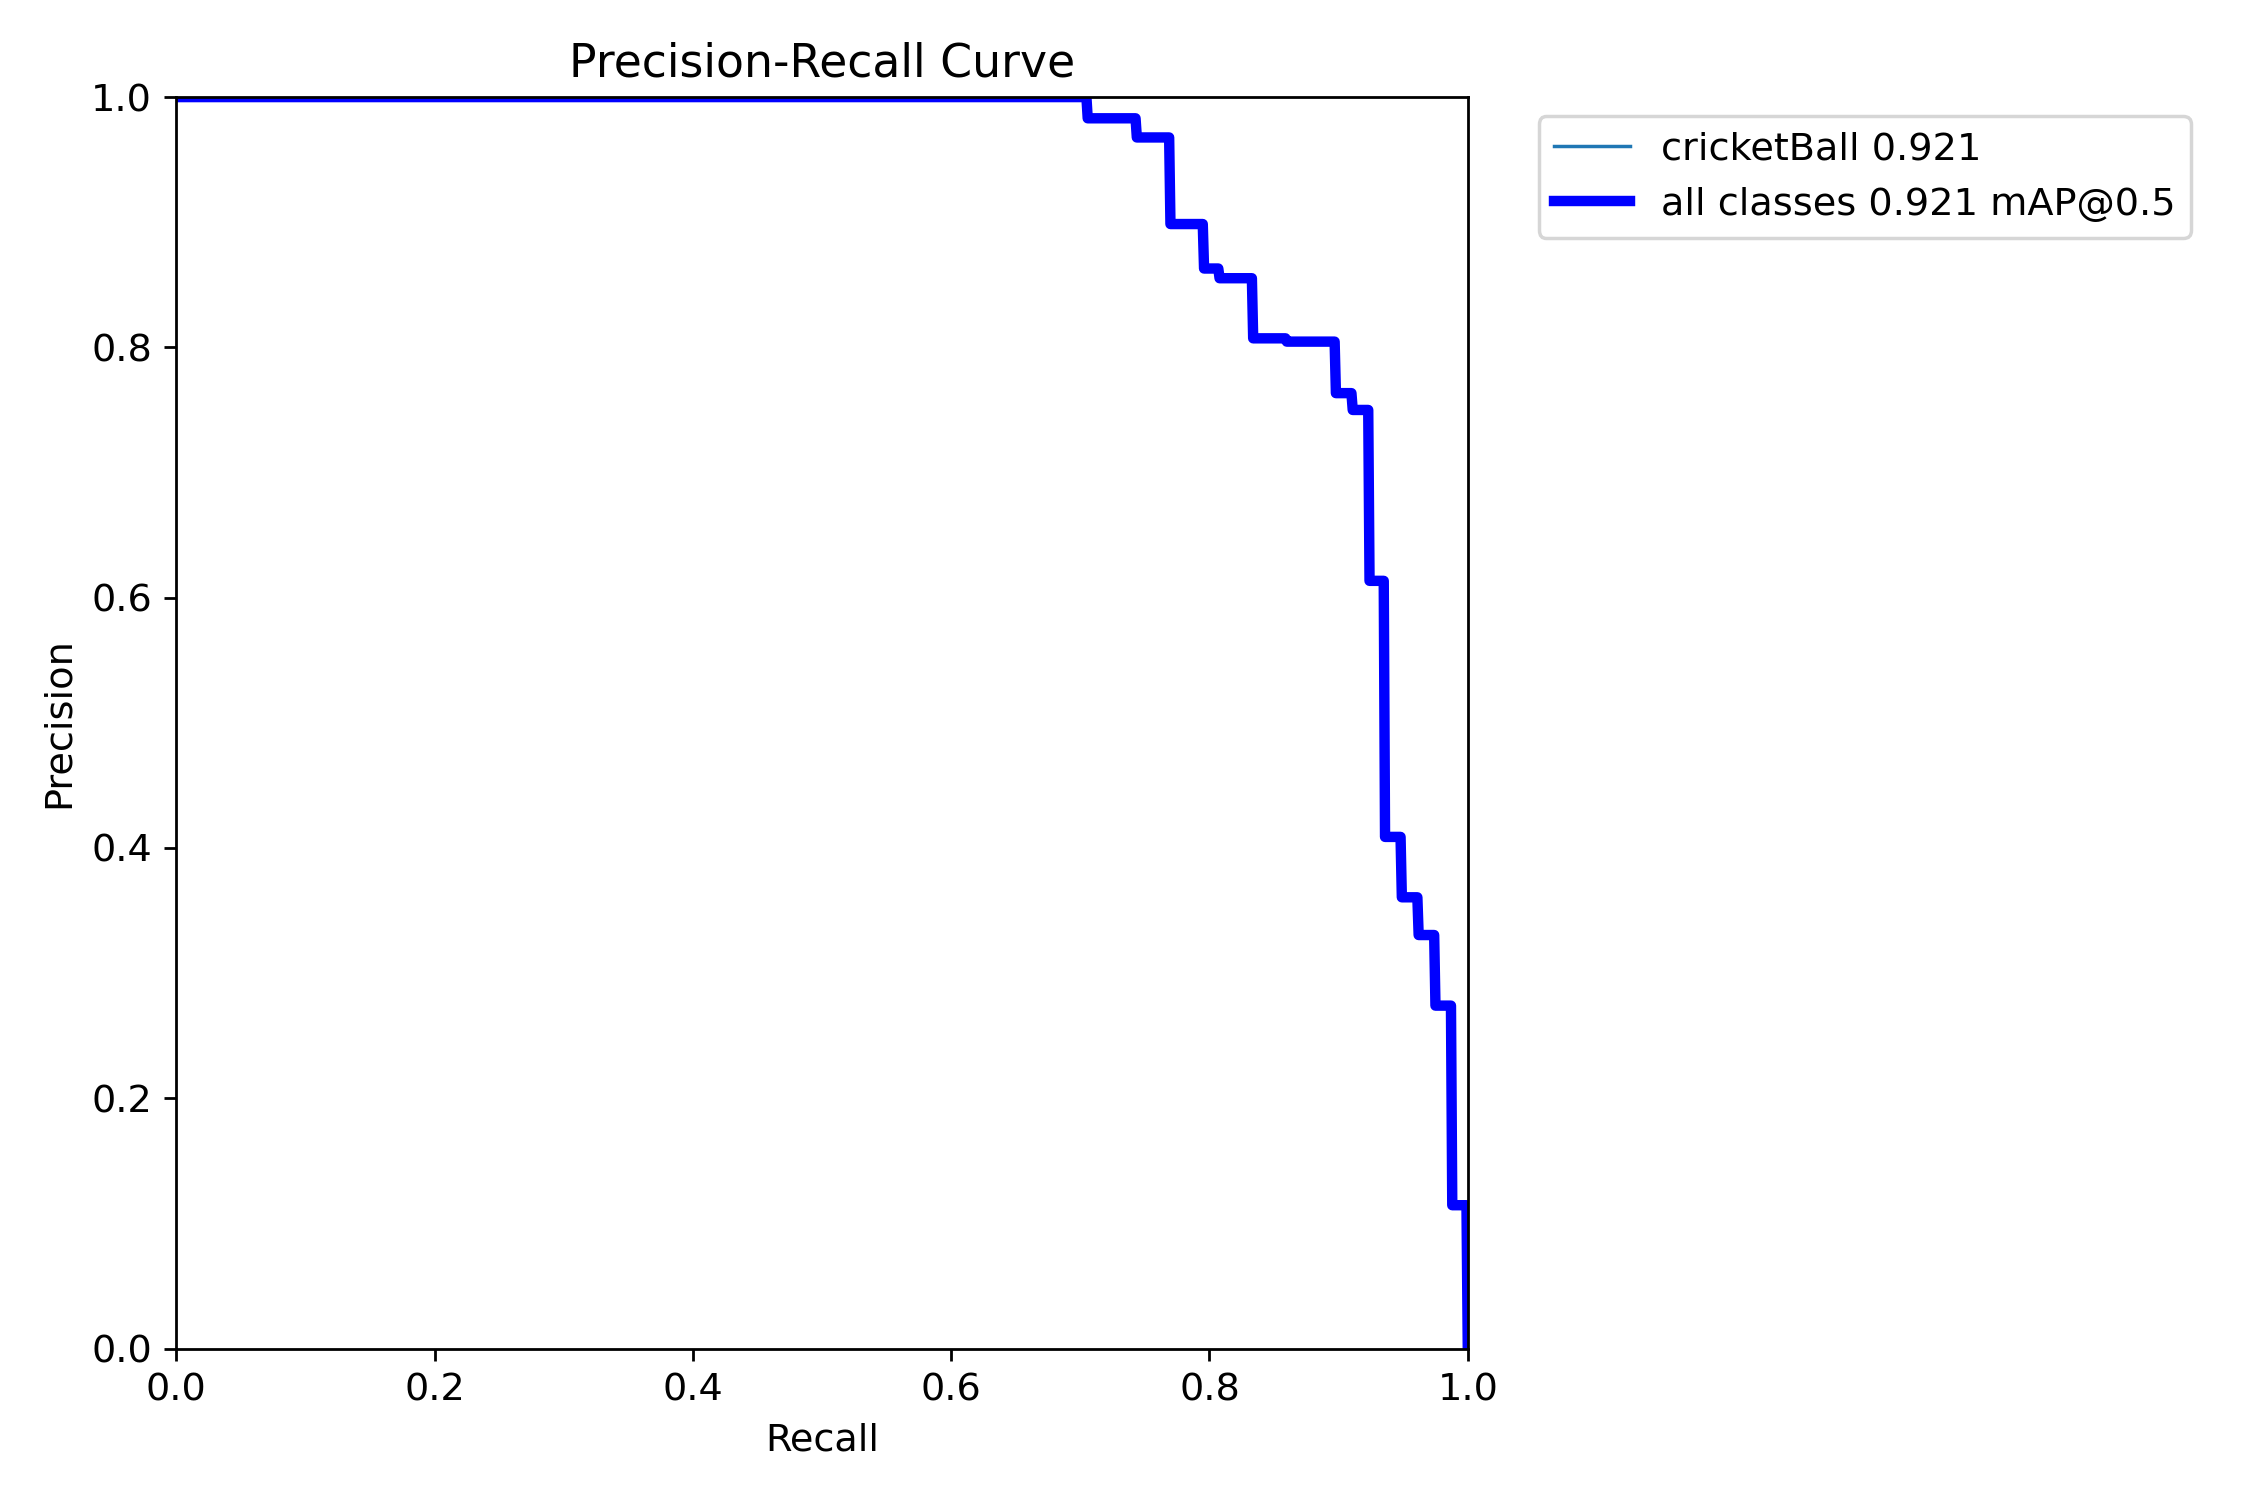 Precision-Recall Curve
cricketBall 0.921
all classes 0.921 mAP@0.5
Precision
1.0
0.8
0.6
0.4
0.2
0.0
0.0 0.2 0.4 0.6 0.8 1.0
Recall